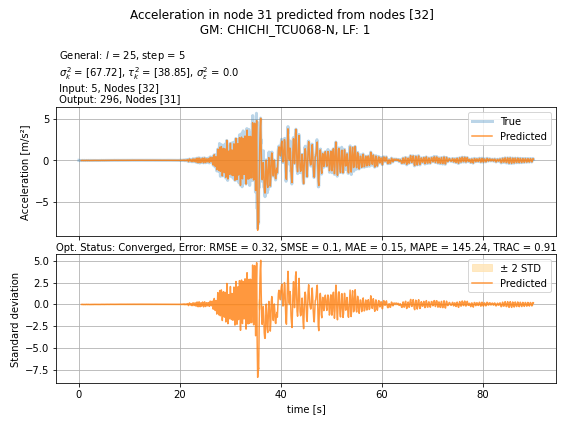 Acceleration in node 31 predicted from nodes [32]
GM: CHICHI_TCU068-N, LF: 1
General: l = 25, step = 5
σ²ₖ = [67.72], τ²ₖ = [38.85], σ²ε = 0.0
Input: 5, Nodes [32]
Output: 296, Nodes [31]
Acceleration [m/s²]
5
0
−5
True
Predicted
Opt. Status: Converged, Error: RMSE = 0.32, SMSE = 0.1, MAE = 0.15, MAPE = 145.24, TRAC = 0.91
Standard deviation
5.0
2.5
0.0
−2.5
−5.0
−7.5
± 2 STD
Predicted
0
20
40
60
80
time [s]